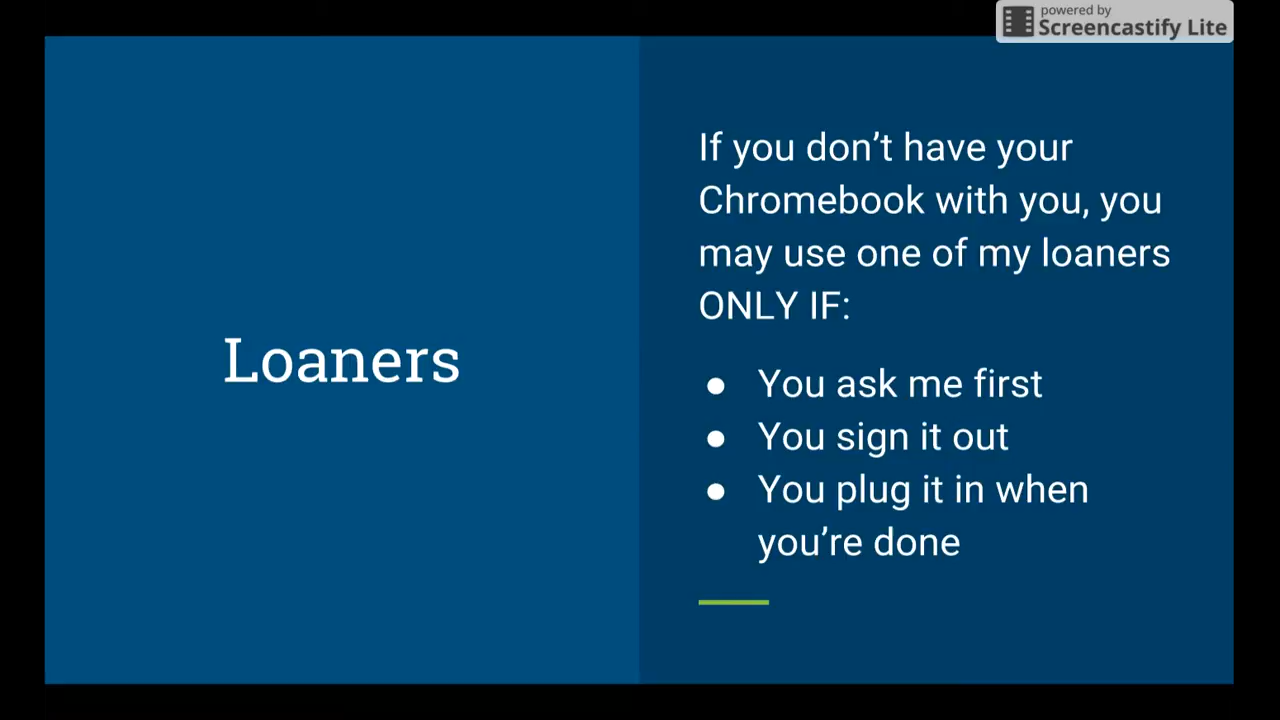 powered by
Screencastify Lite
Loaners
If you don’t have your
Chromebook with you, you
may use one of my loaners
ONLY IF:
● You ask me first
● You sign it out
● You plug it in when
you’re done